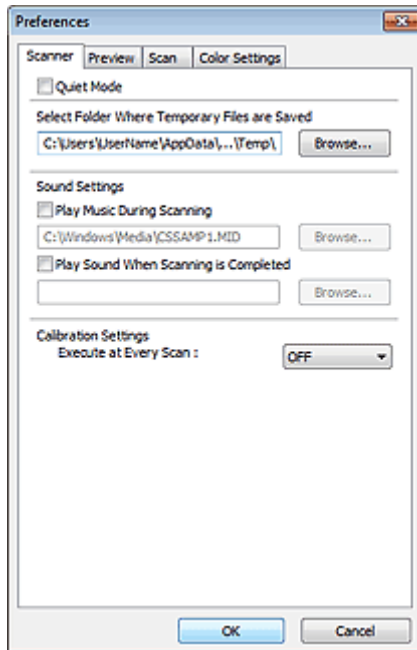 Preferences
Scanner Preview Scan Color Settings
Quiet Mode
Select Folder Where Temporary Files are Saved
C:\Users\UserName\AppData\...\Temp\ Browse...
Sound Settings
Play Music During Scanning
C:\Windows\Media\CSSAMP1.MID Browse...
Play Sound When Scanning is Completed
Browse...
Calibration Settings
Execute at Every Scan : OFF
OK Cancel